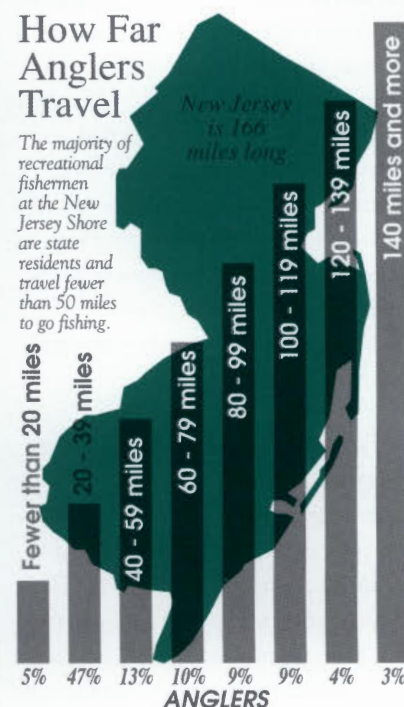 How Far
Anglers
Travel
The majority of
recreational
fishermen
at the New
Jersey Shore
are state
residents and
travel fewer
than 50 miles
to go fishing.
New Jersey
is 166
miles long
Fewer than 20 miles
20 - 39 miles
40 - 59 miles
60 - 79 miles
80 - 99 miles
100 - 119 miles
120 - 139 miles
140 miles and more
5% 47% 13% 10% 9% 9% 4% 3%
ANGLERS